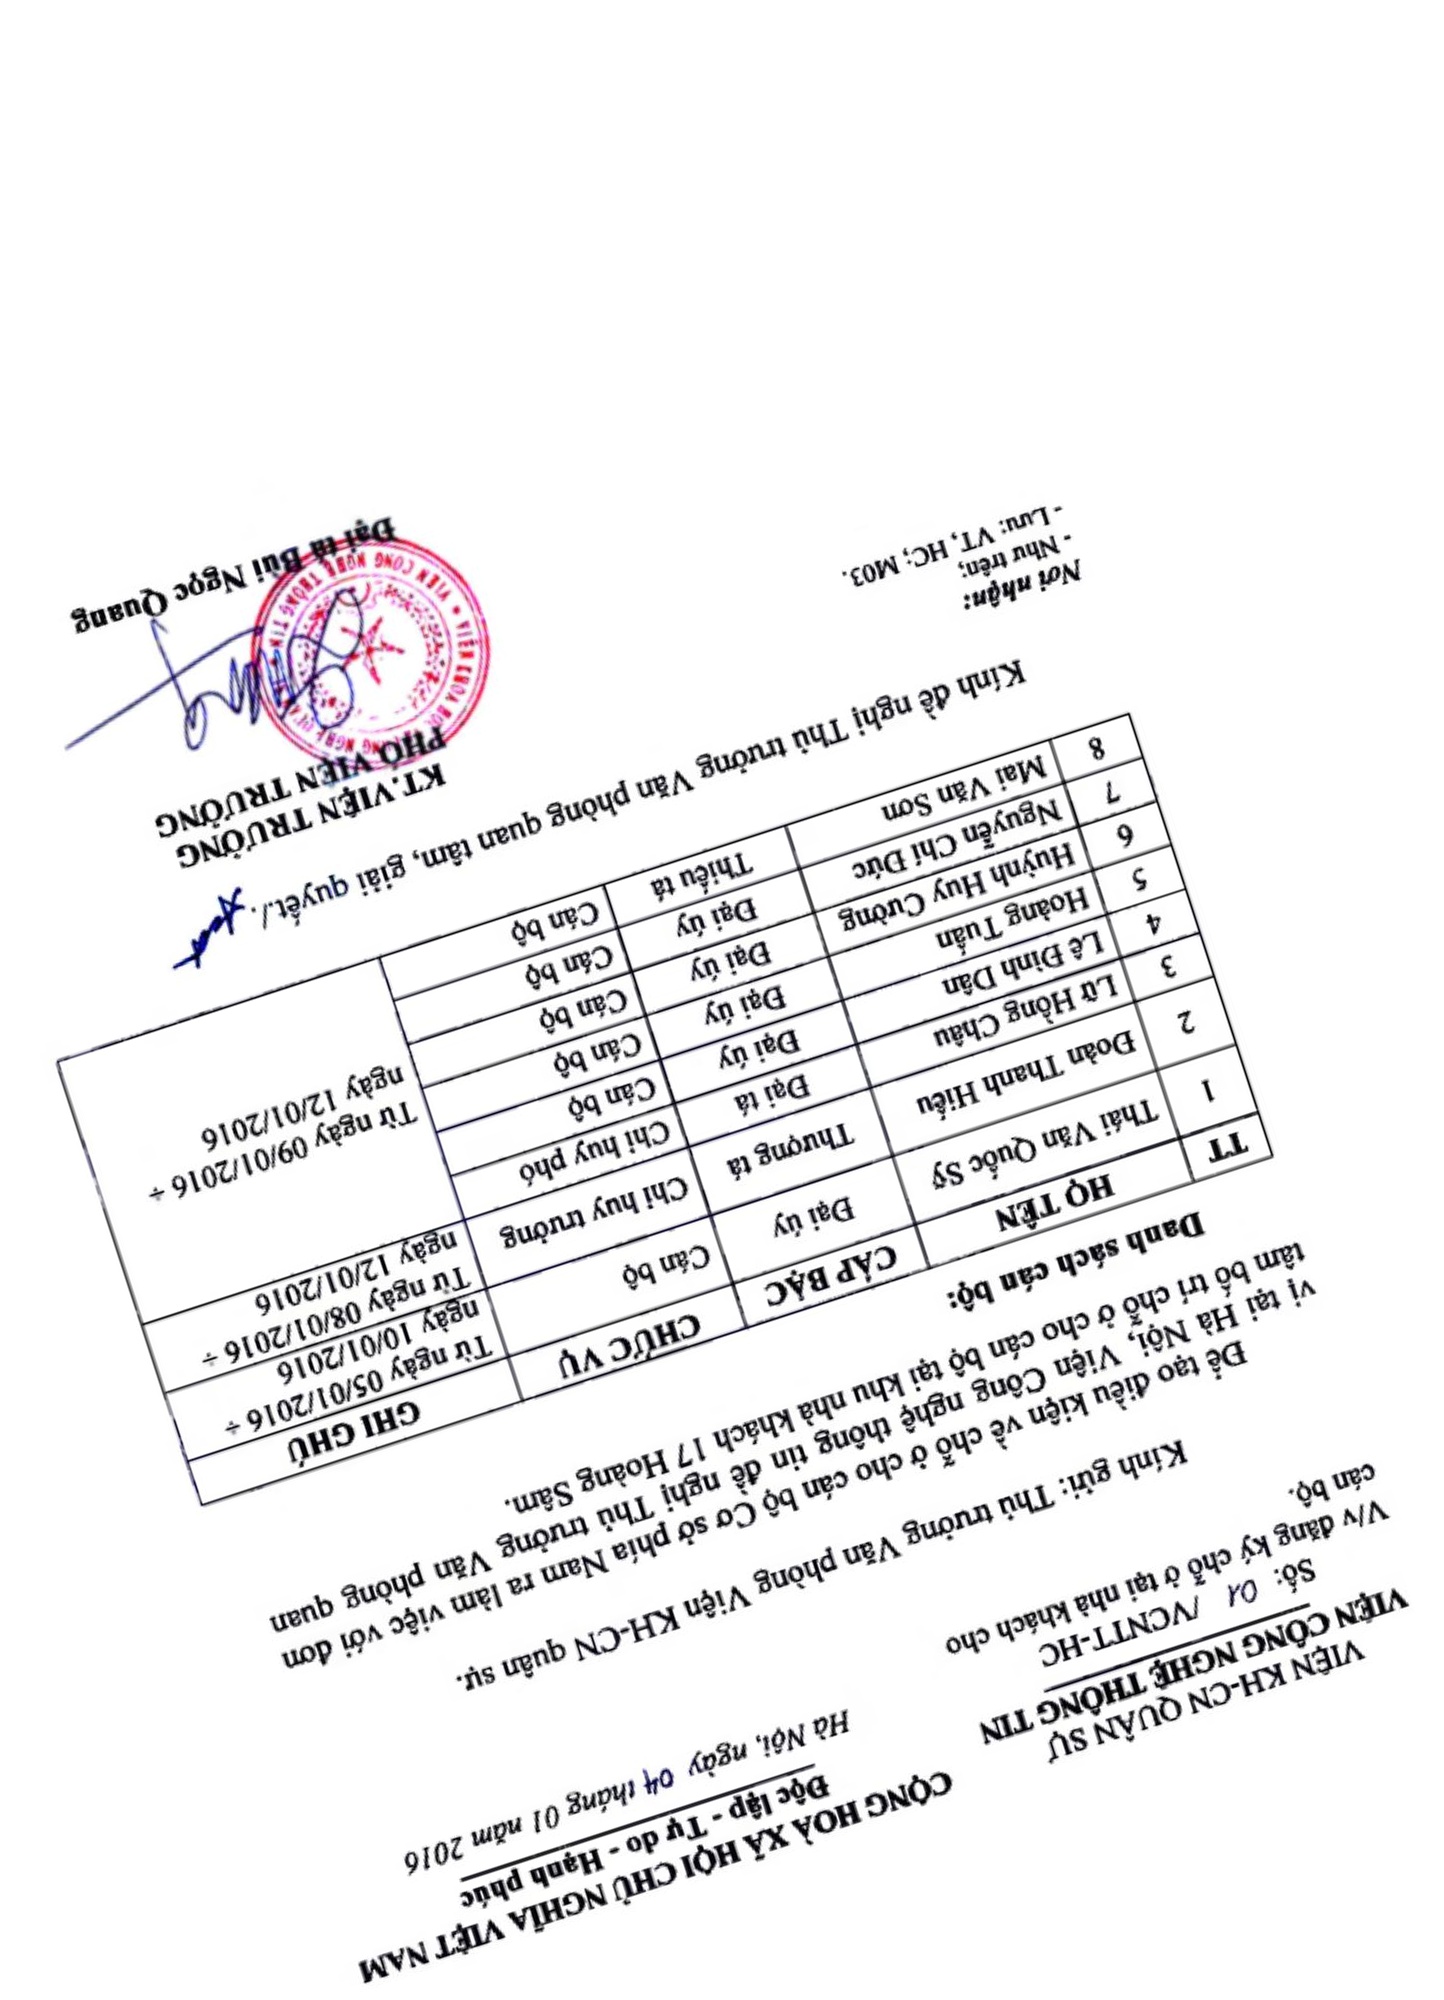 VIỆN KH-CN QUÂN SỰ
VIỆN CÔNG NGHỆ THÔNG TIN
Số: 01 /VCNTT-HC
V/v đăng ký chỗ ở tại nhà khách cho
cán bộ.
CỘNG HOÀ XÃ HỘI CHỦ NGHĨA VIỆT NAM
Độc lập - Tự do - Hạnh phúc
Hà Nội, ngày 04 tháng 01 năm 2016
Kính gửi: Thủ trưởng Văn phòng Viện KH-CN quân sự.
Để tạo điều kiện về chỗ ở cho cán bộ Cơ sở phía Nam ra làm việc với đơn
vị tại Hà Nội, Viện Công nghệ thông tin đề nghị Thủ trưởng Văn phòng quan
tâm bố trí chỗ ở cho cán bộ tại khu nhà khách 17 Hoàng Sâm.
Danh sách cán bộ:
TT HỌ TÊN CẤP BẬC CHỨC VỤ GHI CHÚ
1 Thái Văn Quốc Sỹ Đại úy Cán bộ Từ ngày 05/01/2016 ÷
ngày 10/01/2016
2 Đoàn Thanh Hiếu Thượng tá Chỉ huy trưởng Từ ngày 08/01/2016 ÷
ngày 12/01/2016
3 Lữ Hồng Châu Đại tá Chỉ huy phó Từ ngày 09/01/2016 ÷
ngày 12/01/2016
4 Lê Đình Dân Đại úy Cán bộ
5 Hoàng Tuấn Đại úy Cán bộ
6 Huỳnh Huy Cường Đại úy Cán bộ
7 Nguyễn Chí Đức Đại úy Cán bộ
8 Mai Văn Sơn Thiếu tá Cán bộ
Kính đề nghị Thủ trưởng Văn phòng quan tâm, giải quyết./.
Nơi nhận:
- Như trên;
- Lưu: VT, HC; M03.
KT.VIỆN TRƯỞNG
PHÓ VIỆN TRƯỞNG
VIỆN CÔNG NGHỆ THÔNG TIN
Đại tá Bùi Ngọc Quang